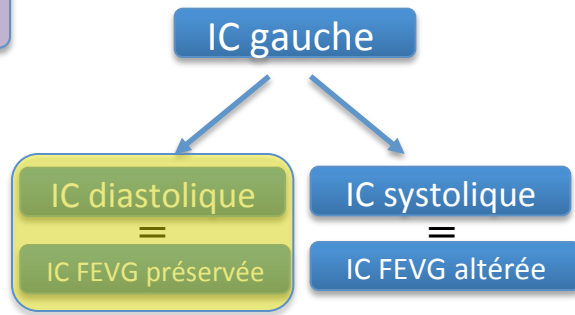 IC gauche
IC diastolique
=
IC FEVG préservée
IC systolique
=
IC FEVG altérée